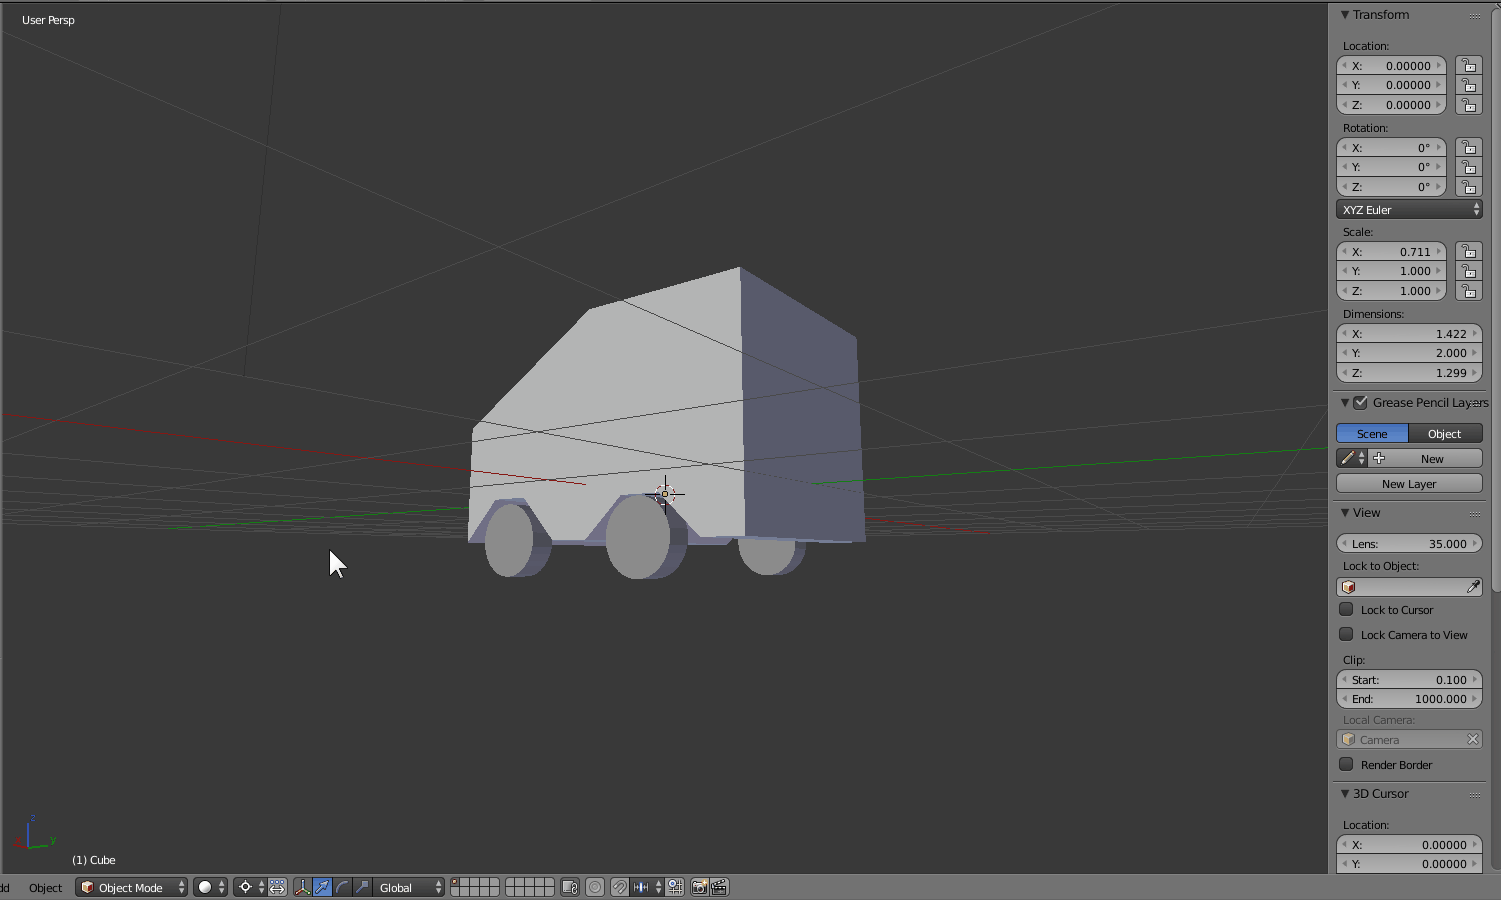 User Persp
Transform
Location:
X: 0.00000
Y: 0.00000
Z: 0.00000
Rotation:
X: 0°
Y: 0°
Z: 0°
XYZ Euler
Scale:
X: 0.711
Y: 1.000
Z: 1.000
Dimensions:
X: 1.422
Y: 2.000
Z: 1.299
Grease Pencil Layers
Scene Object
New
New Layer
View
Lens: 35.000
Lock to Object:
Lock to Cursor
Lock Camera to View
Clip:
Start: 0.100
End: 1000.000
Local Camera:
Camera
Render Border
3D Cursor
Location:
X: 0.00000
Y: 0.00000
z
y
(1) Cube
dd Object Object Mode Global